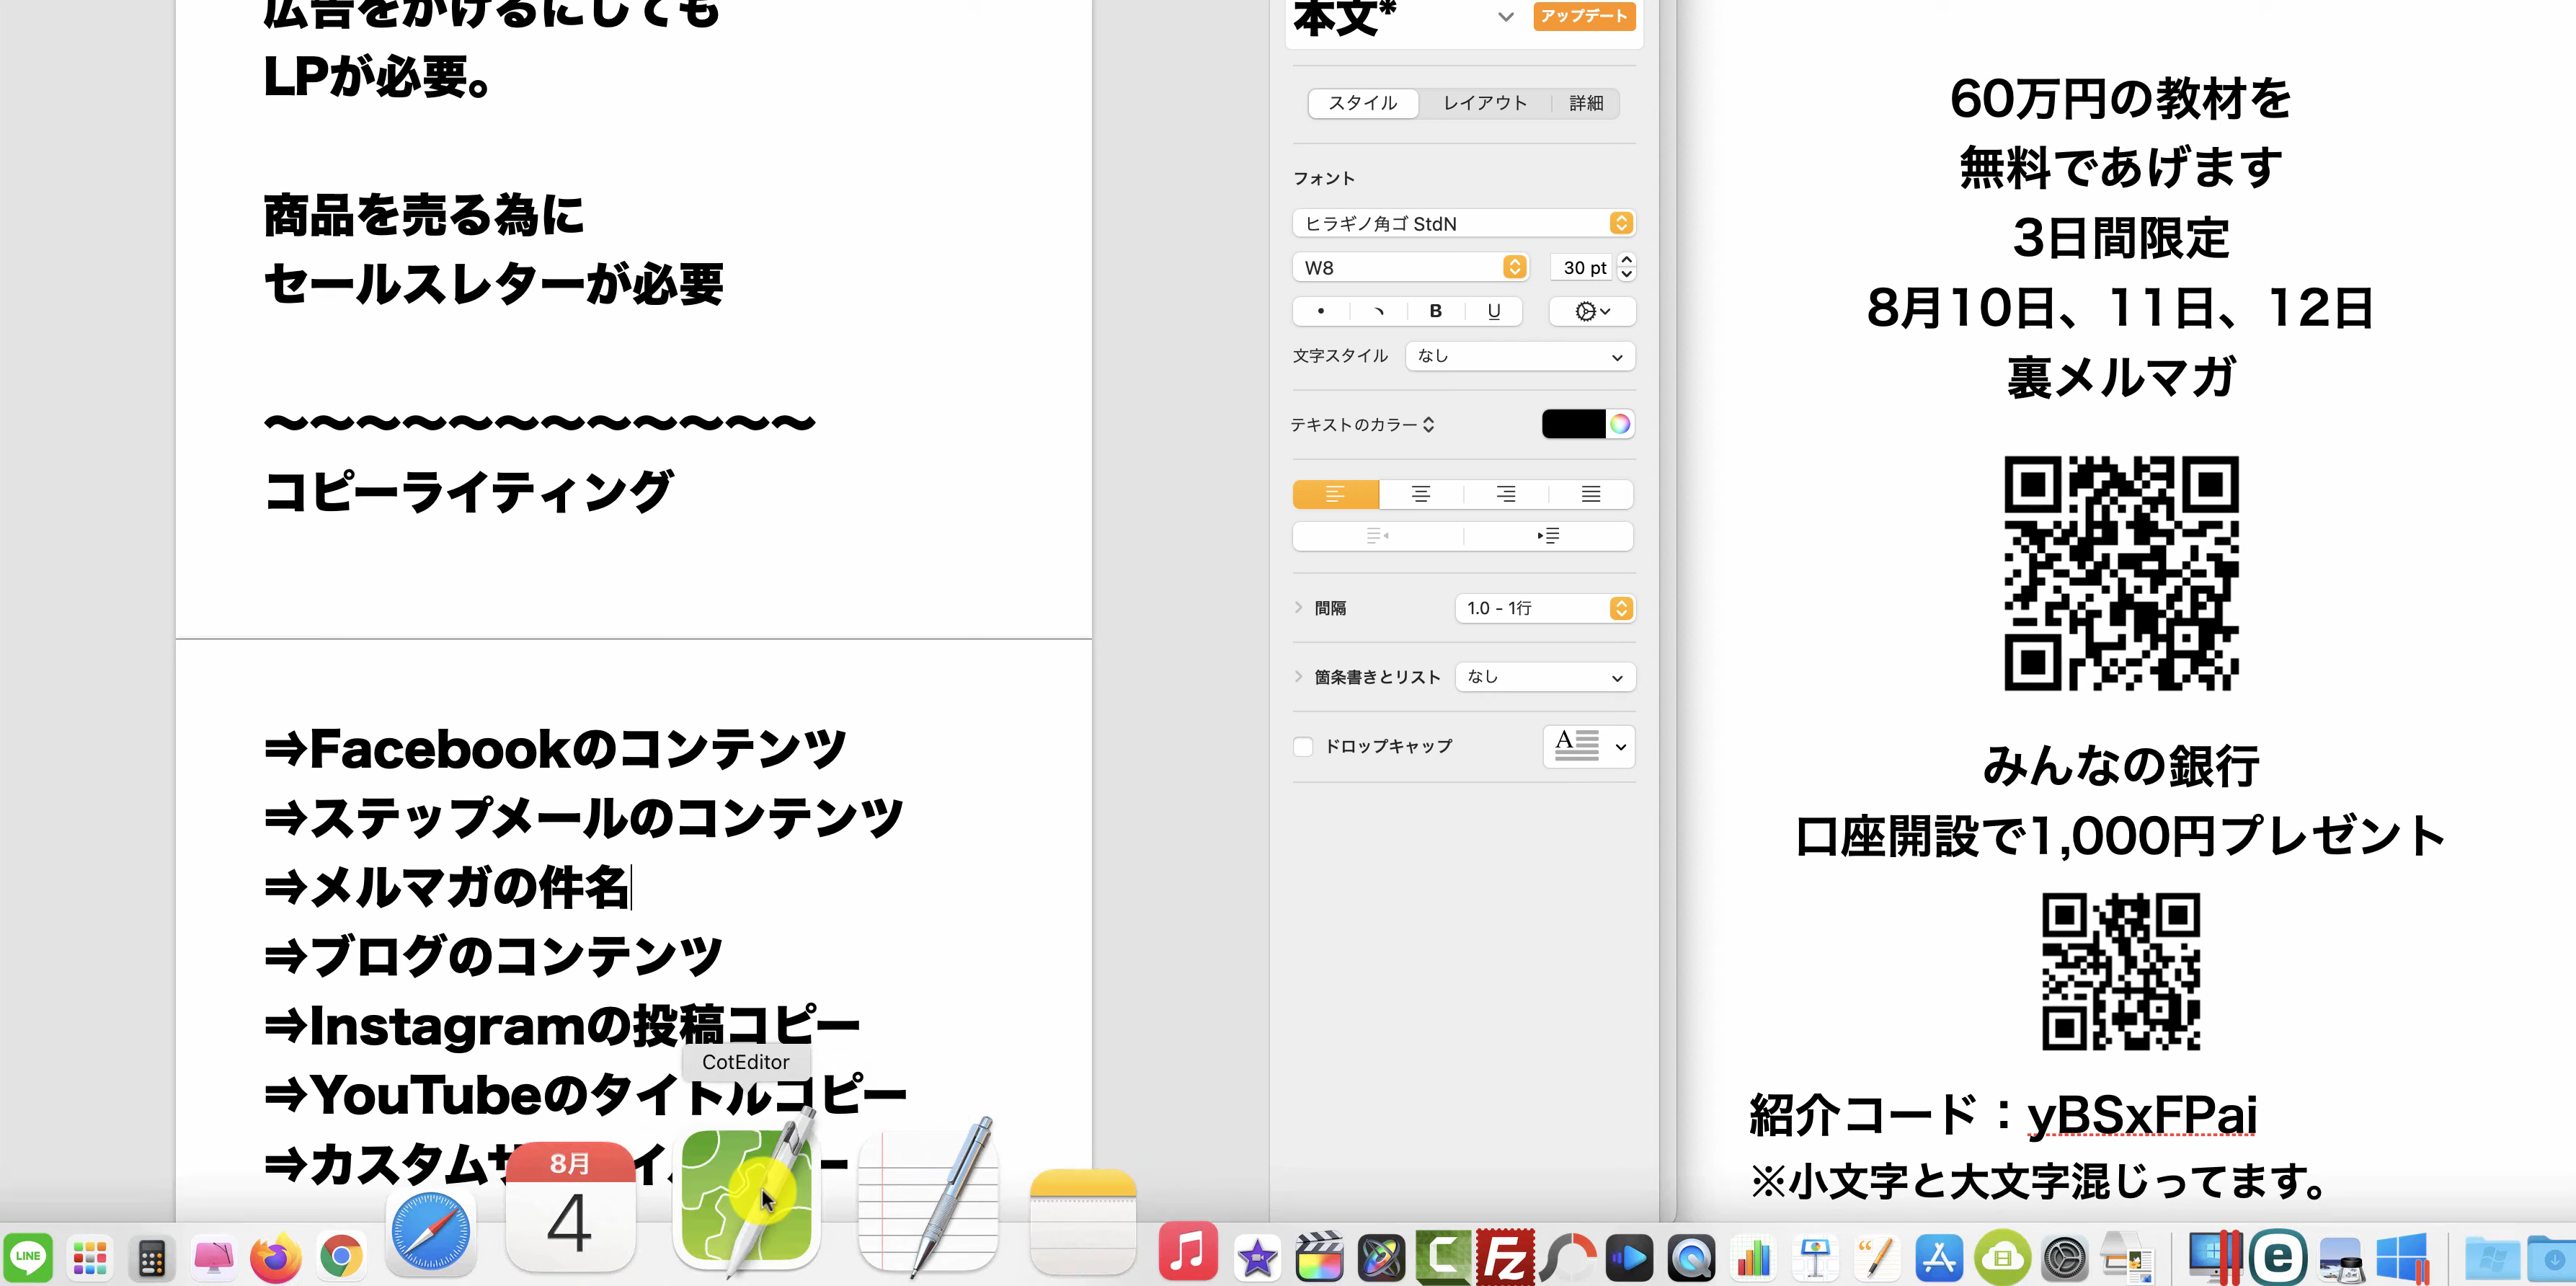 広告をかけるにしても
LPが必要。
商品を売る為に
セールスレターが必要
〜〜〜〜〜〜〜〜〜〜〜〜
コピーライティング
⇒Facebookのコンテンツ
⇒ステップメールのコンテンツ
⇒メルマガの件名
⇒ブログのコンテンツ
⇒Instagramの投稿コピー
⇒YouTubeのタイトルコピー
⇒カスタムサ
CotEditor
8月
4
本文*
アップデート
スタイル
レイアウト
詳細
フォント
ヒラギノ角ゴ StdN
W8
30 pt
B
U
文字スタイル
なし
テキストのカラー
間隔
1.0 - 1行
箇条書きとリスト
なし
ドロップキャップ
A
60万円の教材を
無料であげます
3日間限定
8月10日、11日、12日
裏メルマガ
みんなの銀行
口座開設で1,000円プレゼント
紹介コード：yBSxFPai
※小文字と大文字混じってます。
LINE
C
Fz
e